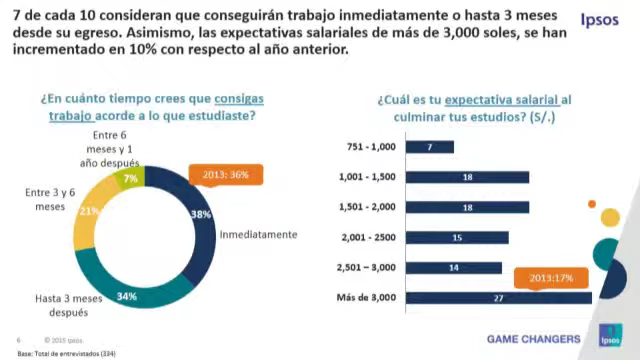 7 de cada 10 consideran que conseguirán trabajo inmediatamente o hasta 3 meses
desde su egreso. Asimismo, las expectativas salariales de más de 3,000 soles, se han
incrementado en 10% con respecto al año anterior.
Ipsos
¿En cuánto tiempo crees que consigas
trabajo acorde a lo que estudiaste?
Entre 6
meses y 1
año después
7%
2013: 36%
Entre 3 y 6
meses
21%
38%
Inmediatamente
Hasta 3 meses
después
34%
¿Cuál es tu expectativa salarial al
culminar tus estudios? (S/.)
751 - 1,000
7
1,001 - 1,500
18
1,501 - 2,000
18
2,001 - 2500
15
2,501 – 3,000
14
2013:17%
Más de 3,000
27
6
© 2015 Ipsos.
Base: Total de entrevistados (334)
GAME CHANGERS
Ipsos